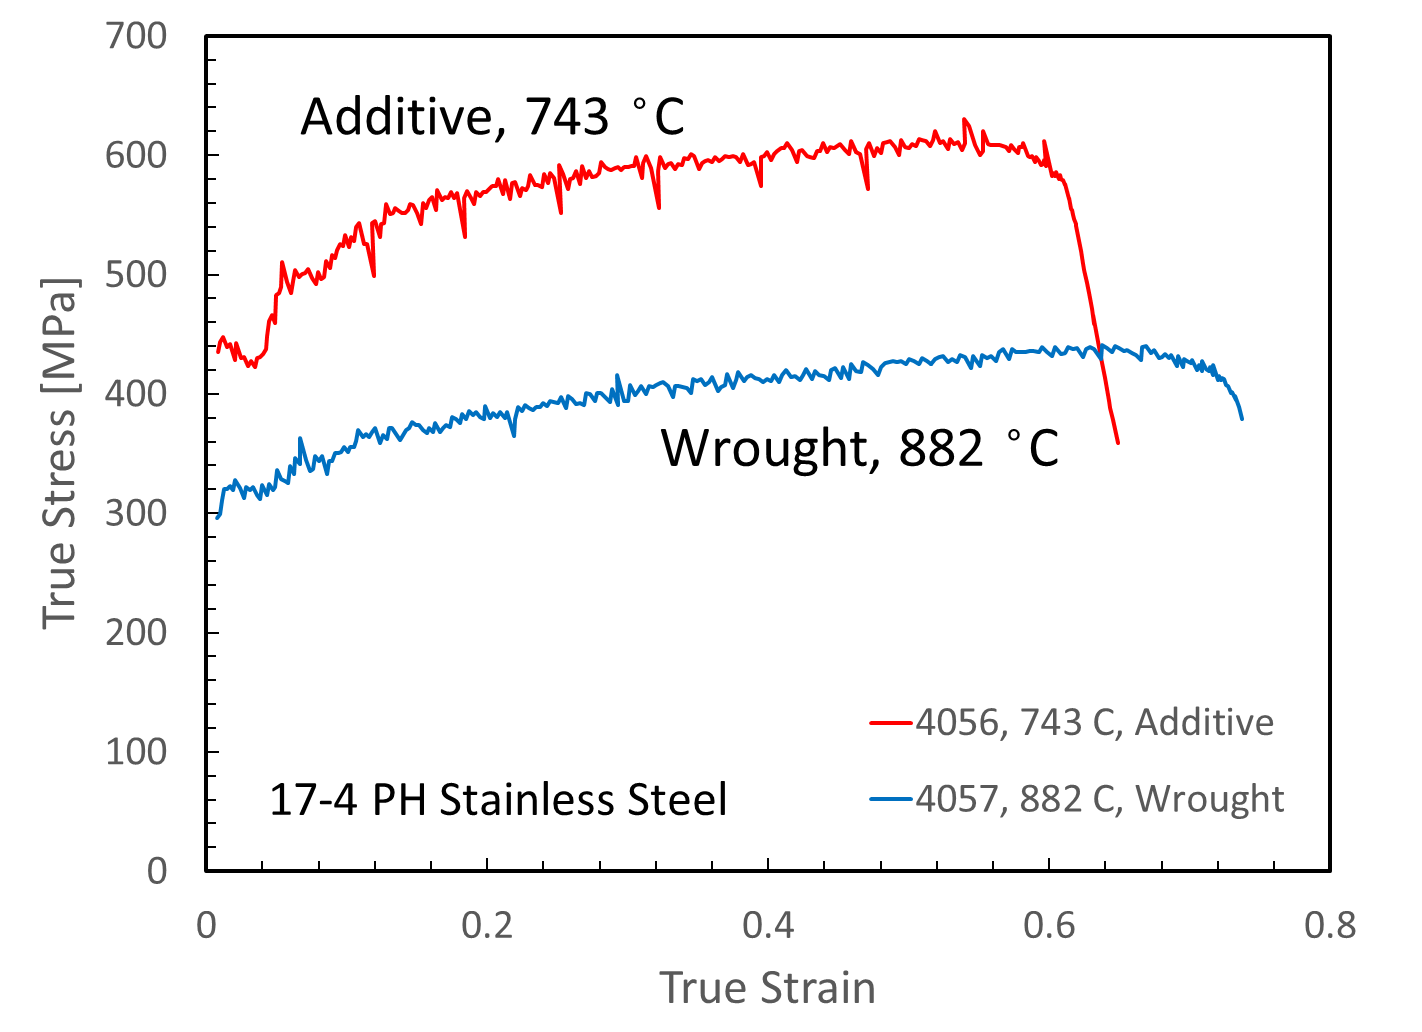 700
600
500
400
300
200
100
0
True Stress [MPa]
Additive, 743 °C
Wrought, 882 °C
4056, 743 C, Additive
4057, 882 C, Wrought
17-4 PH Stainless Steel
0 0.2 0.4 0.6 0.8
True Strain